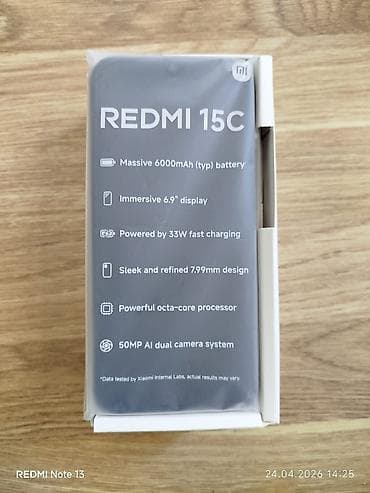 REDMI 15C
Massive 6000mAh (typ) battery
Immersive 6.9" display
Powered by 33W fast charging
Sleek and refined 7.99mm design
Powerful octa-core processor
50MP AI dual camera system
*Data tested by Xiaomi Internal Labs, actual results may vary.
REDMI Note 13
24.04.2026 14:25